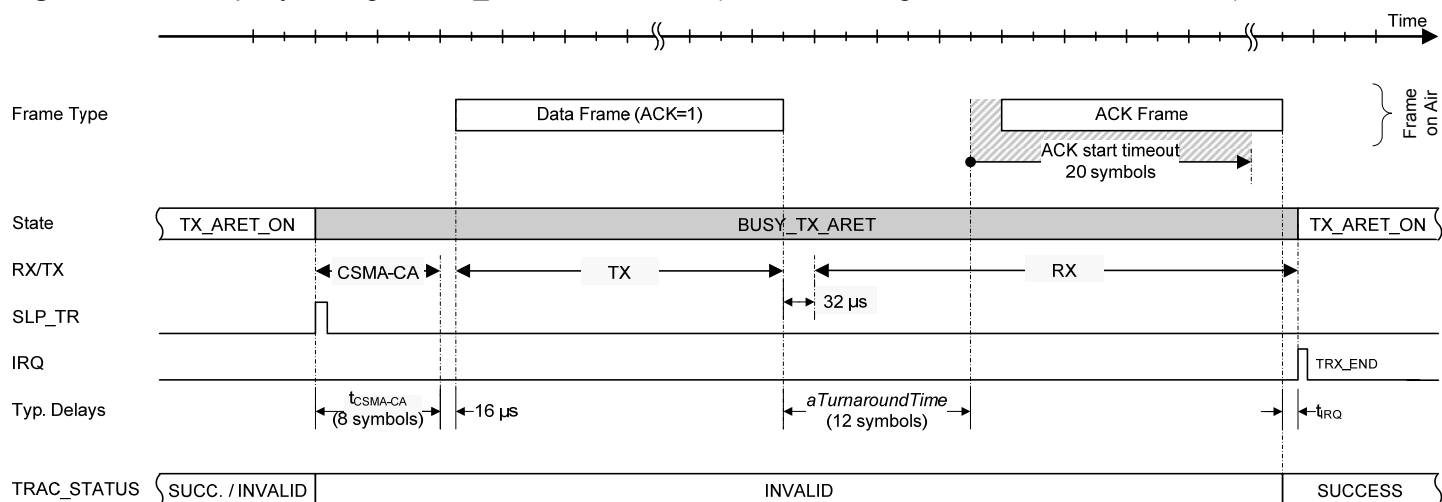 Time
Frame Type
Data Frame (ACK=1)
ACK Frame
Frame
on Air
ACK start timeout
20 symbols
State
TX_ARET_ON
BUSY_TX_ARET
TX_ARET_ON
RX/TX
CSMA-CA
TX
RX
32 µs
SLP_TR
IRQ
TRX_END
Typ. Delays
tCSMA-CA
(8 symbols)
16 µs
aTurnaroundTime
(12 symbols)
tIRQ
TRAC_STATUS
SUCC. / INVALID
INVALID
SUCCESS